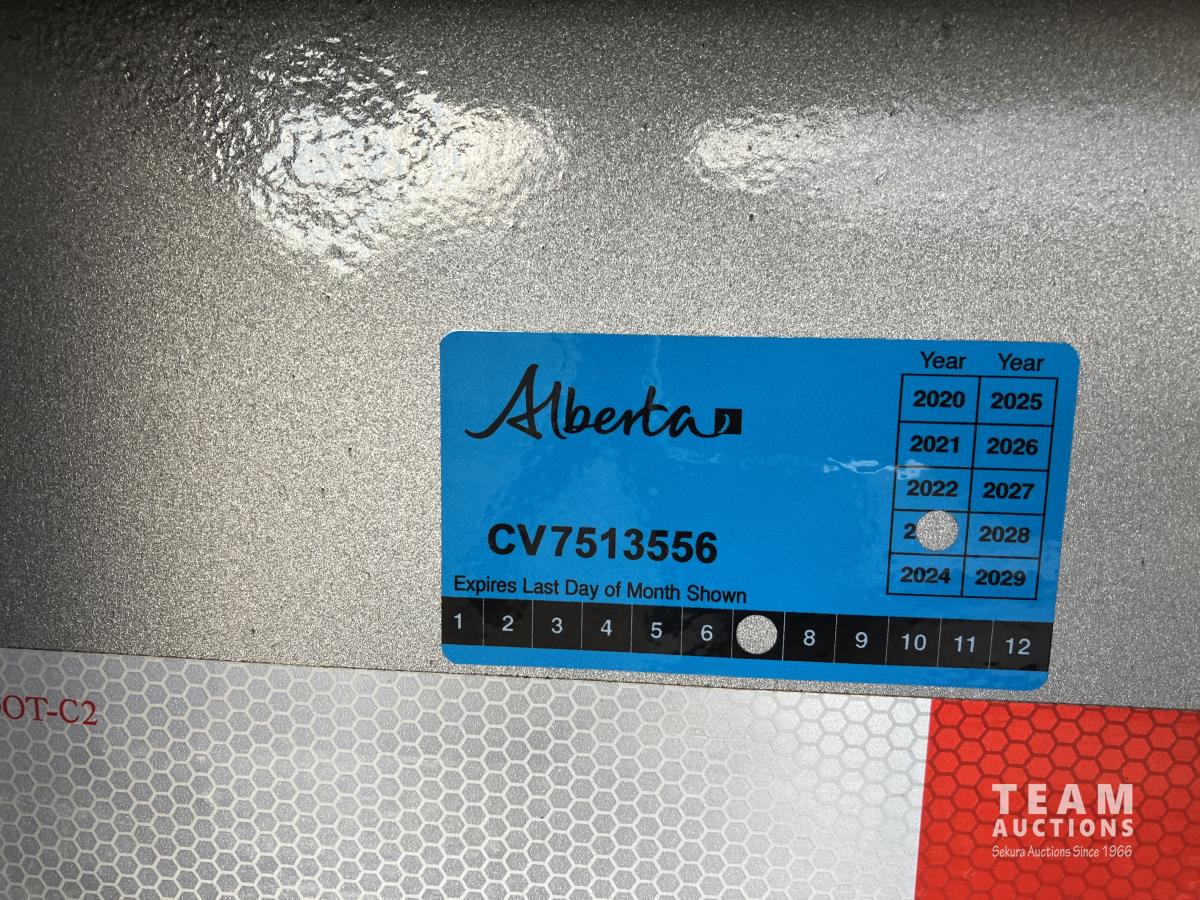 Alberta
Year Year
2020 2025
2021 2026
2022 2027
2 2028
2024 2029
CV7513556
Expires Last Day of Month Shown
1 2 3 4 5 6 8 9 10 11 12
OT-C2
TEAM
AUCTIONS
Sekura Auctions Since 1966